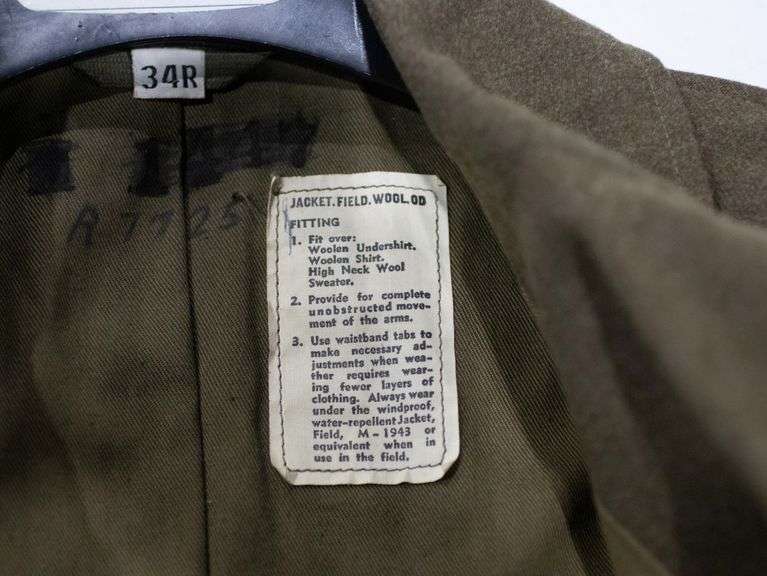 34R
A 7725
JACKET, FIELD, WOOL, OD
FITTING
1. Fit over:
Woolen Undershirt.
Woolen Shirt.
High Neck Wool
Sweater.
2. Provide for complete
unobstructed move-
ment of the arms.
3. Use waistband tabs to
make necessary ad-
justments when wea-
ther requires wear-
ing fewer layers of
clothing. Always wear
under the windproof,
water-repellent Jacket,
Field, M-1943 or
equivalent when in
use in the field.